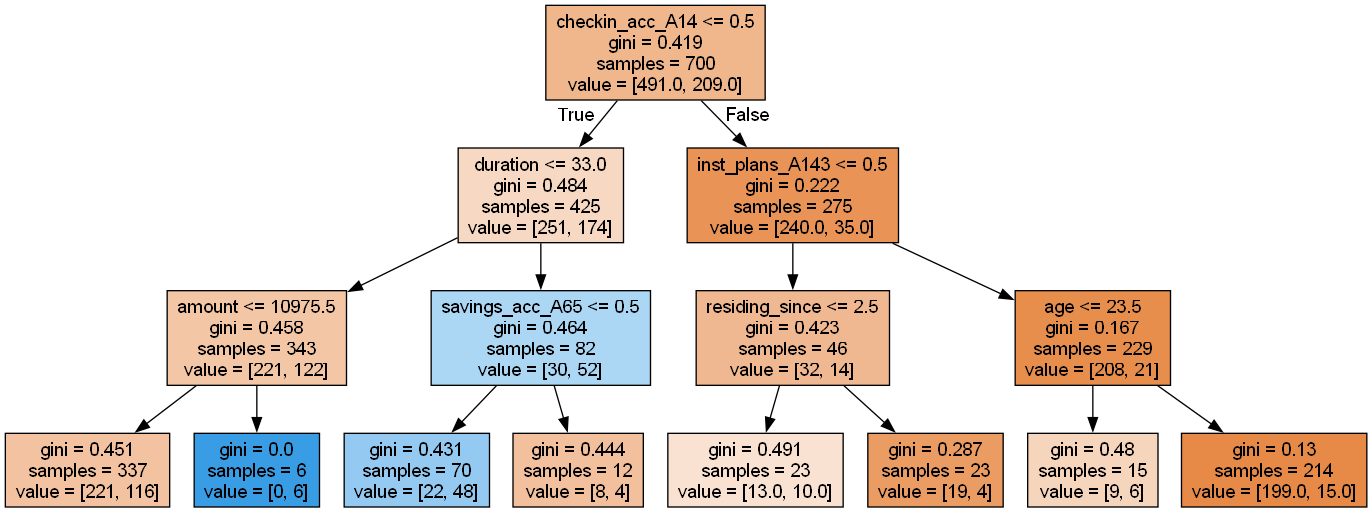 checkin_acc_A14 <= 0.5
gini = 0.419
samples = 700
value = [491.0, 209.0]
True
False
duration <= 33.0
gini = 0.484
samples = 425
value = [251, 174]
inst_plans_A143 <= 0.5
gini = 0.222
samples = 275
value = [240.0, 35.0]
amount <= 10975.5
gini = 0.458
samples = 343
value = [221, 122]
savings_acc_A65 <= 0.5
gini = 0.464
samples = 82
value = [30, 52]
residing_since <= 2.5
gini = 0.423
samples = 46
value = [32, 14]
age <= 23.5
gini = 0.167
samples = 229
value = [208, 21]
gini = 0.451
samples = 337
value = [221, 116]
gini = 0.0
samples = 6
value = [0, 6]
gini = 0.431
samples = 70
value = [22, 48]
gini = 0.444
samples = 12
value = [8, 4]
gini = 0.491
samples = 23
value = [13.0, 10.0]
gini = 0.287
samples = 23
value = [19, 4]
gini = 0.48
samples = 15
value = [9, 6]
gini = 0.13
samples = 214
value = [199.0, 15.0]